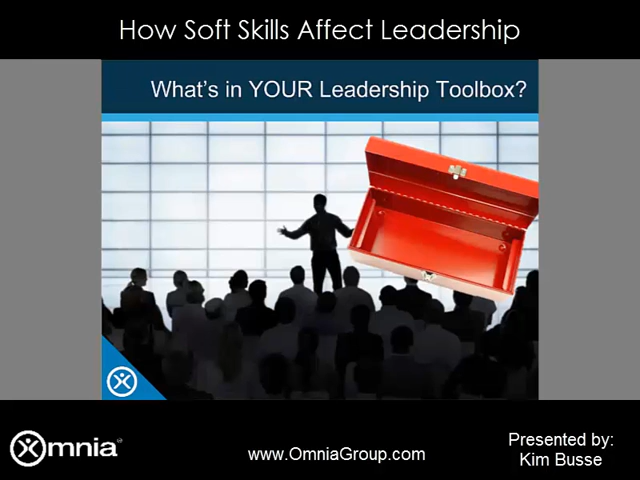 How Soft Skills Affect Leadership
What's in YOUR Leadership Toolbox?
Omnia
www.OmniaGroup.com
Presented by:
Kim Busse